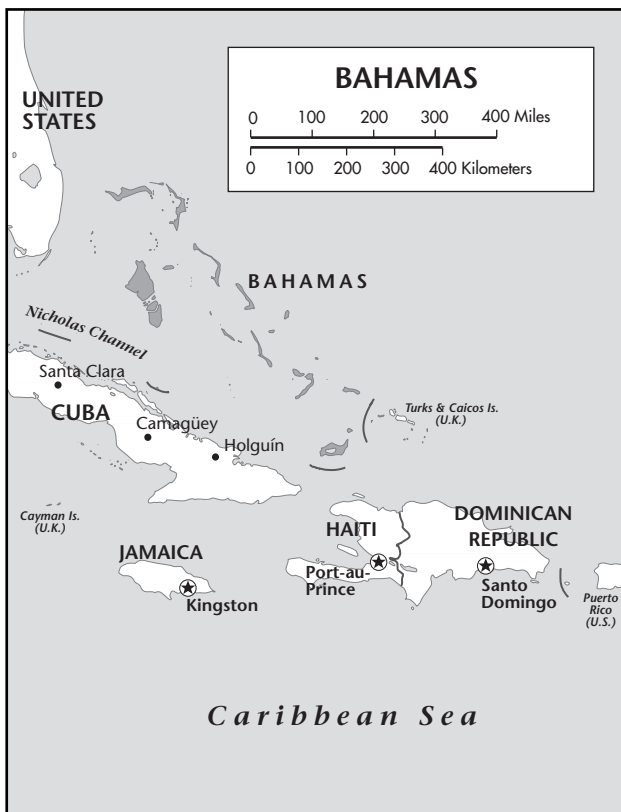 BAHAMAS
0 100 200 300 400 Miles
0 100 200 300 400 Kilometers
UNITED
STATES
BAHAMAS
Nicholas Channel
Santa Clara
CUBA
Camagüey
Holguín
Turks & Caicos Is.
(U.K.)
Cayman Is.
(U.K.)
JAMAICA
Kingston
HAITI
Port-au-
Prince
DOMINICAN
REPUBLIC
Santo
Domingo
Puerto
Rico
(U.S.)
Caribbean Sea